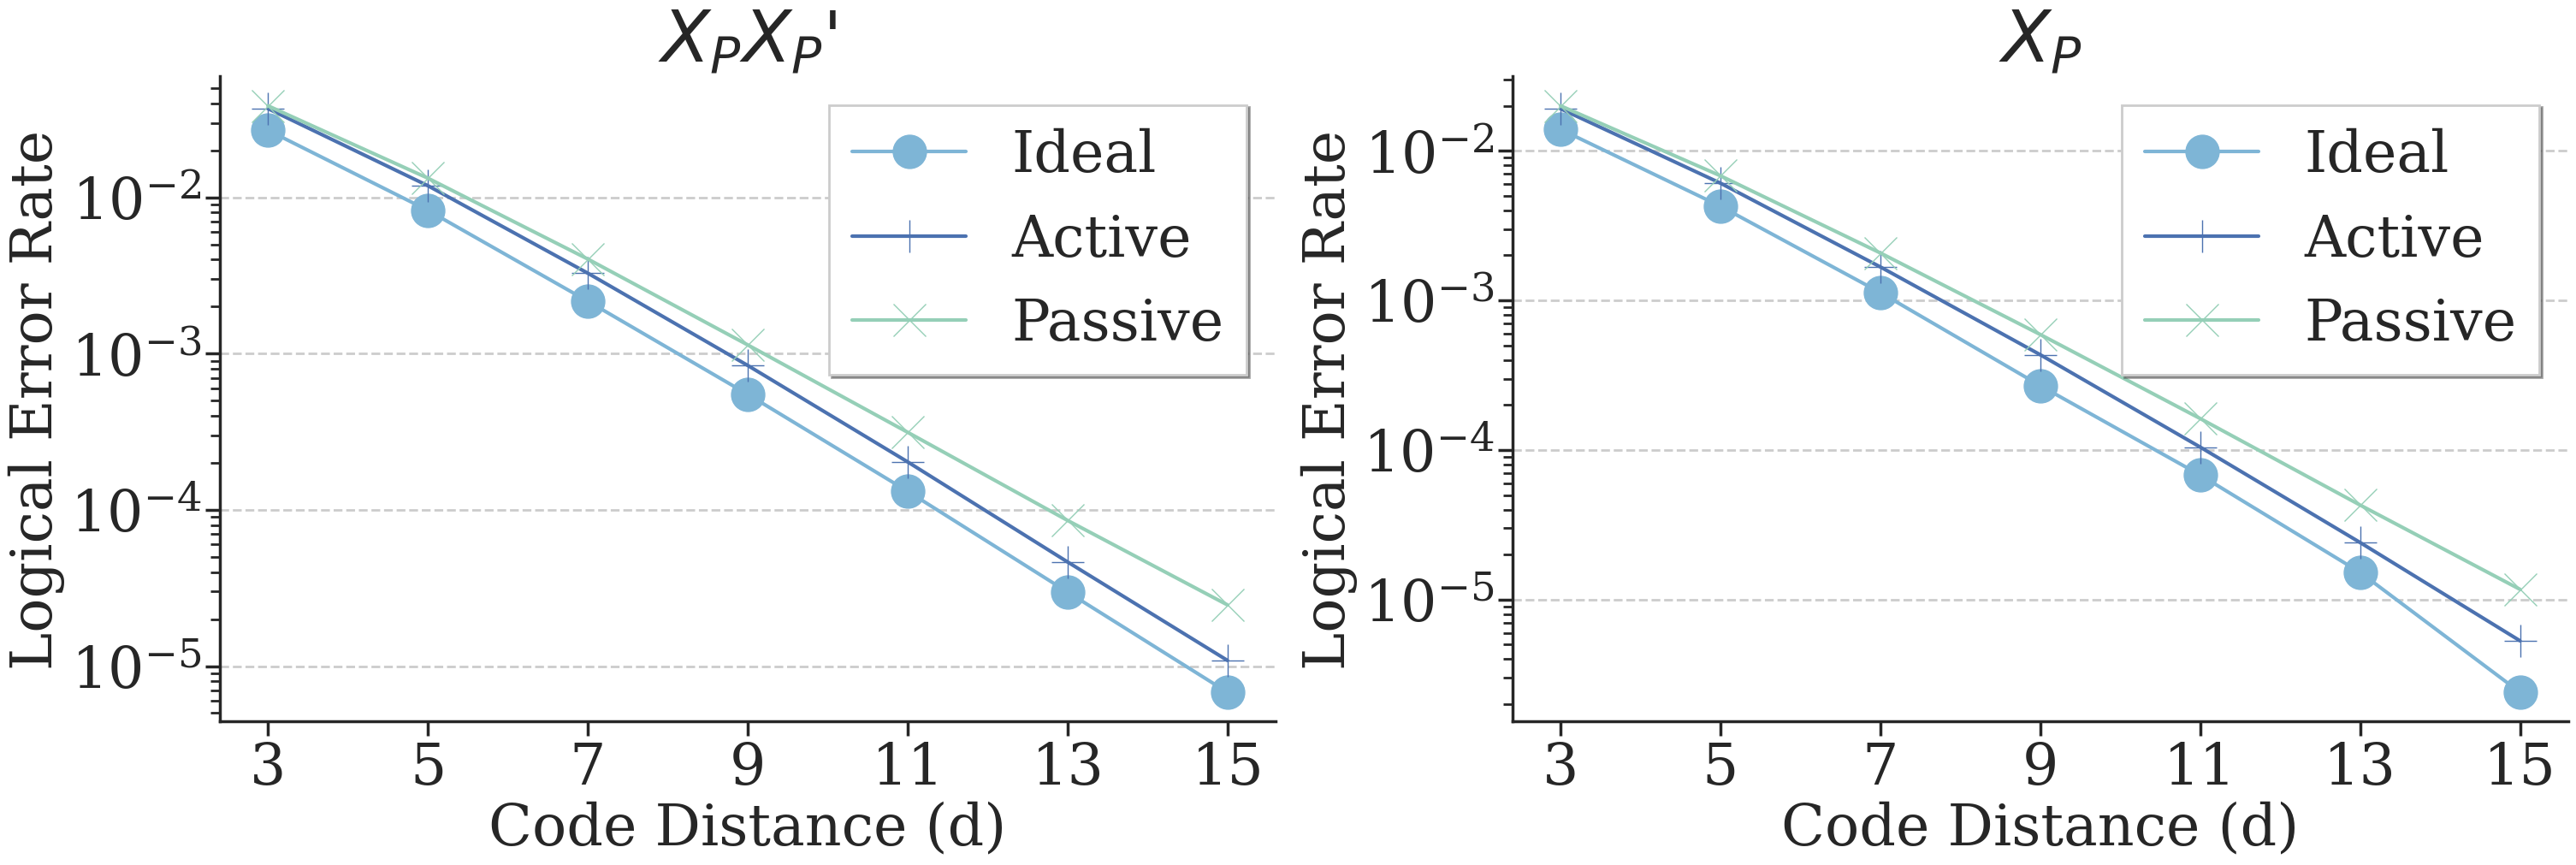 X_P X_P'
Logical Error Rate
10^−2
10^−3
10^−4
10^−5
Ideal
Active
Passive
3 5 7 9 11 13 15
Code Distance (d)
X_P
Logical Error Rate
10^−2
10^−3
10^−4
10^−5
Ideal
Active
Passive
3 5 7 9 11 13 15
Code Distance (d)